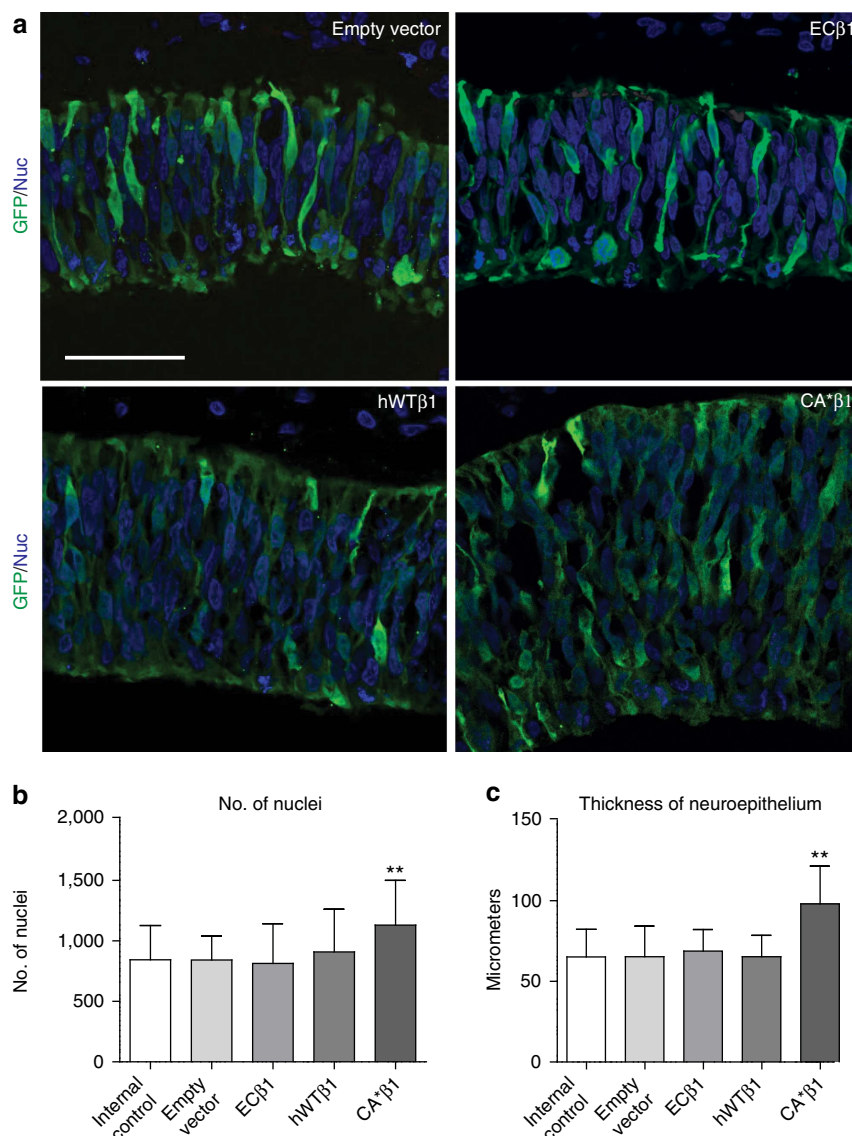 a
Empty vector
ECβ1
GFP/Nuc
hWTβ1
CA*β1
GFP/Nuc
b
No. of nuclei
2,000
1,500
1,000
500
0
No. of nuclei
**
Internal
control
Empty
vector
ECβ1
hWTβ1
CA*β1
c
Thickness of neuroepithelium
150
100
50
0
Micrometers
**
Internal
control
Empty
vector
ECβ1
hWTβ1
CA*β1